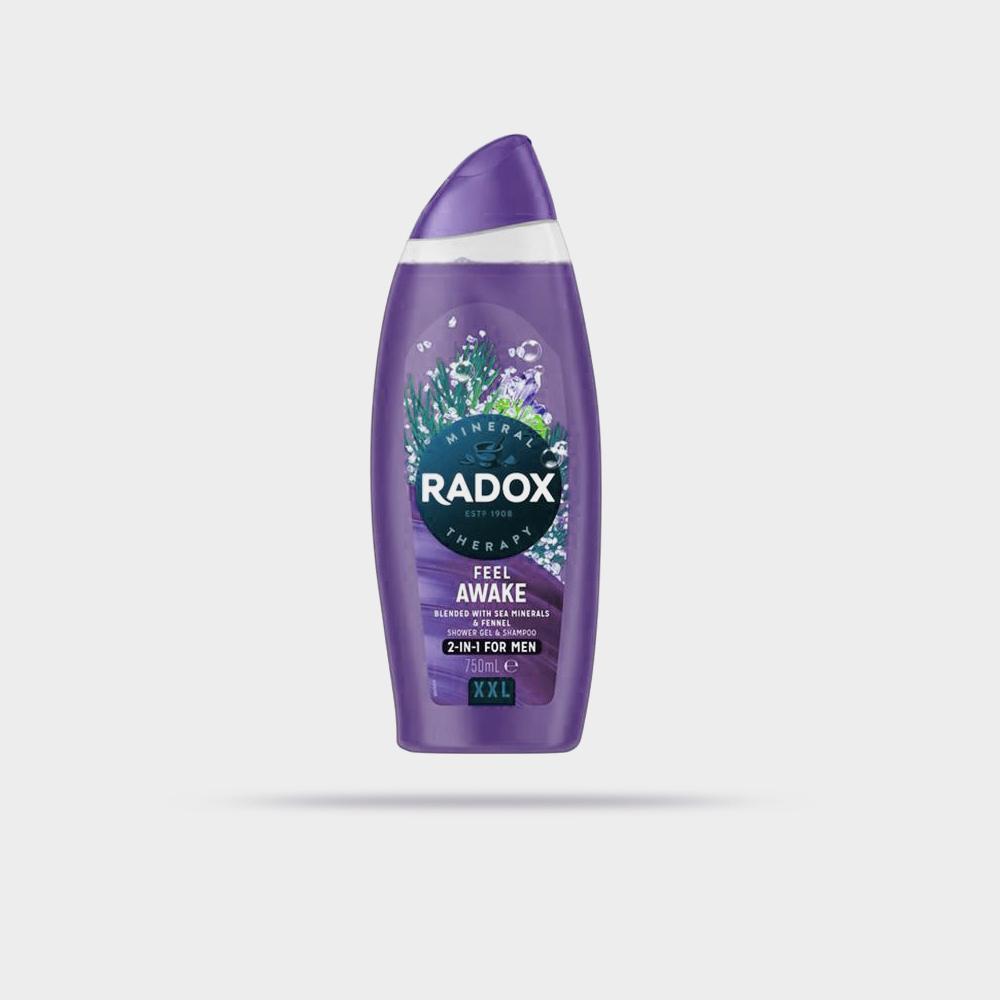 MINERAL
RADOX
ESTD 1908
THERAPY
FEEL
AWAKE
BLENDED WITH SEA MINERALS
& FENNEL
SHOWER GEL & SHAMPOO
2-IN-1 FOR MEN
750mL ℮
XXL